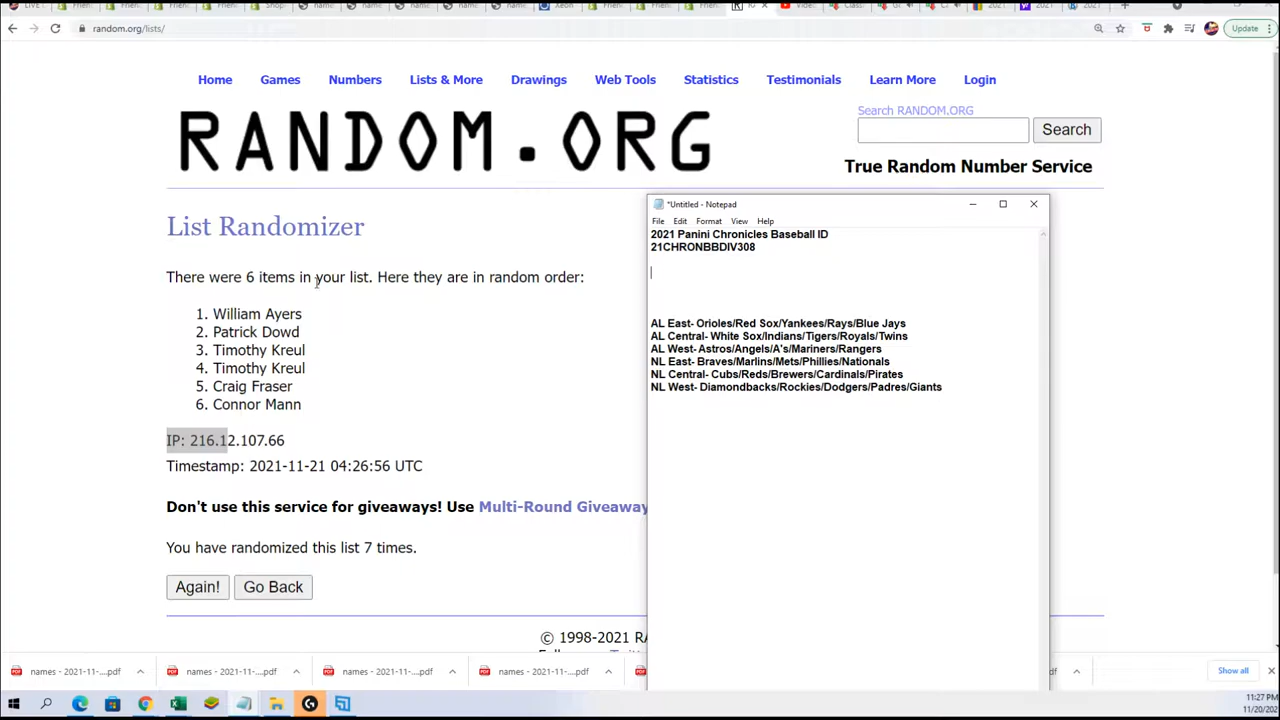 random.org/lists/
Update
Home Games Numbers Lists & More Drawings Web Tools Statistics Testimonials Learn More Login
RANDOM.ORG
Search RANDOM.ORG
Search
True Random Number Service
List Randomizer
There were 6 items in your list. Here they are in random order:
1. William Ayers
2. Patrick Dowd
3. Timothy Kreul
4. Timothy Kreul
5. Craig Fraser
6. Connor Mann
IP: 216.12.107.66
Timestamp: 2021-11-21 04:26:56 UTC
Don't use this service for giveaways! Use Multi-Round Giveaway
You have randomized this list 7 times.
Again! Go Back
© 1998-2021 RA
*Untitled - Notepad
File Edit Format View Help
2021 Panini Chronicles Baseball ID
21CHRONBBDIV308
AL East- Orioles/Red Sox/Yankees/Rays/Blue Jays
AL Central- White Sox/Indians/Tigers/Royals/Twins
AL West- Astros/Angels/A's/Mariners/Rangers
NL East- Braves/Marlins/Mets/Phillies/Nationals
NL Central- Cubs/Reds/Brewers/Cardinals/Pirates
NL West- Diamondbacks/Rockies/Dodgers/Padres/Giants
names - 2021-11-....pdf names - 2021-11-....pdf names - 2021-11-....pdf names - 2021-11-....pdf Show all
11:27 PM
11/20/202